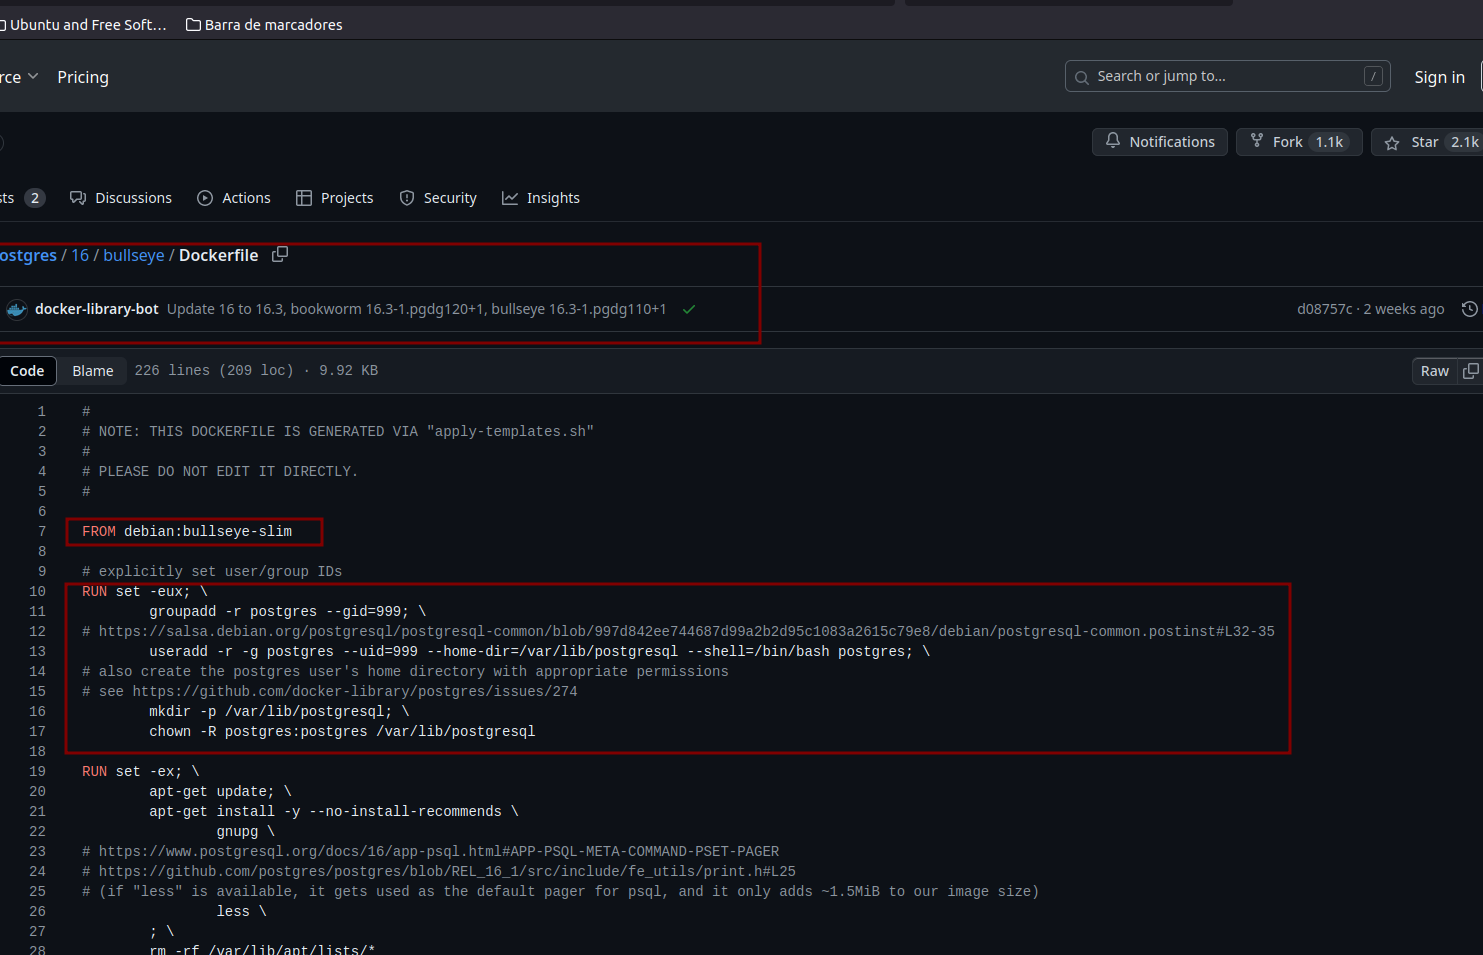 Ubuntu and Free Soft… Barra de marcadores
rce Pricing Search or jump to... / Sign in
Notifications Fork 1.1k Star 2.1k
sts 2 Discussions Actions Projects Security Insights
ostgres / 16 / bullseye / Dockerfile
docker-library-bot Update 16 to 16.3, bookworm 16.3-1.pgdg120+1, bullseye 16.3-1.pgdg110+1 d08757c · 2 weeks ago
Code Blame 226 lines (209 loc) · 9.92 KB Raw
1 #
2 # NOTE: THIS DOCKERFILE IS GENERATED VIA "apply-templates.sh"
3 #
4 # PLEASE DO NOT EDIT IT DIRECTLY.
5 #
6
7 FROM debian:bullseye-slim
8
9 # explicitly set user/group IDs
10 RUN set -eux; \
11 groupadd -r postgres --gid=999; \
12 # https://salsa.debian.org/postgresql/postgresql-common/blob/997d842ee744687d99a2b2d95c1083a2615c79e8/debian/postgresql-common.postinst#L32-35
13 useradd -r -g postgres --uid=999 --home-dir=/var/lib/postgresql --shell=/bin/bash postgres; \
14 # also create the postgres user's home directory with appropriate permissions
15 # see https://github.com/docker-library/postgres/issues/274
16 mkdir -p /var/lib/postgresql; \
17 chown -R postgres:postgres /var/lib/postgresql
18
19 RUN set -ex; \
20 apt-get update; \
21 apt-get install -y --no-install-recommends \
22 gnupg \
23 # https://www.postgresql.org/docs/16/app-psql.html#APP-PSQL-META-COMMAND-PSET-PAGER
24 # https://github.com/postgres/postgres/blob/REL_16_1/src/include/fe_utils/print.h#L25
25 # (if "less" is available, it gets used as the default pager for psql, and it only adds ~1.5MiB to our image size)
26 less \
27 ; \
28 rm -rf /var/lib/apt/lists/*